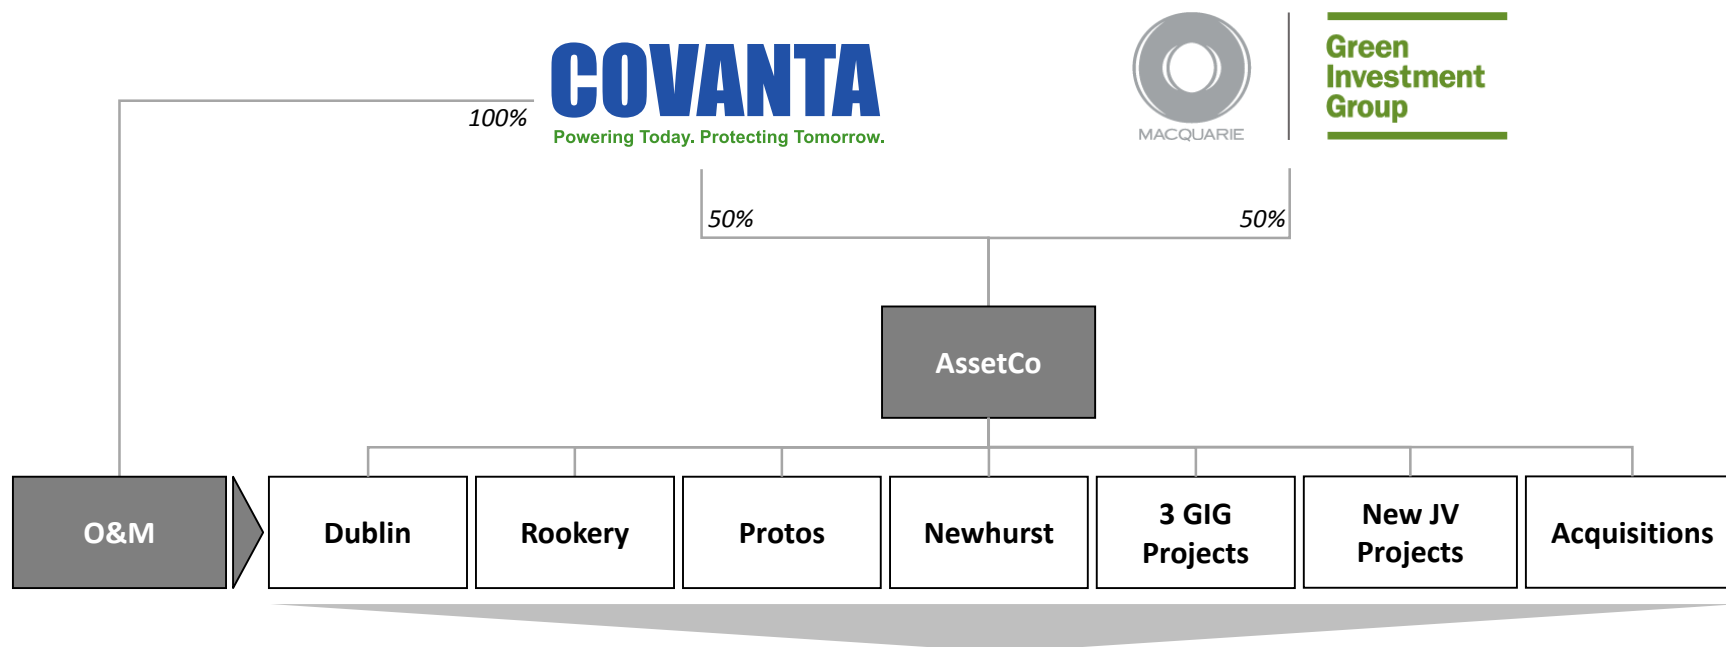 COVANTA
Powering Today. Protecting Tomorrow.
MACQUARIE
Green
Investment
Group
100%
50%
50%
AssetCo
O&M
Dublin
Rookery
Protos
Newhurst
3 GIG
Projects
New JV
Projects
Acquisitions